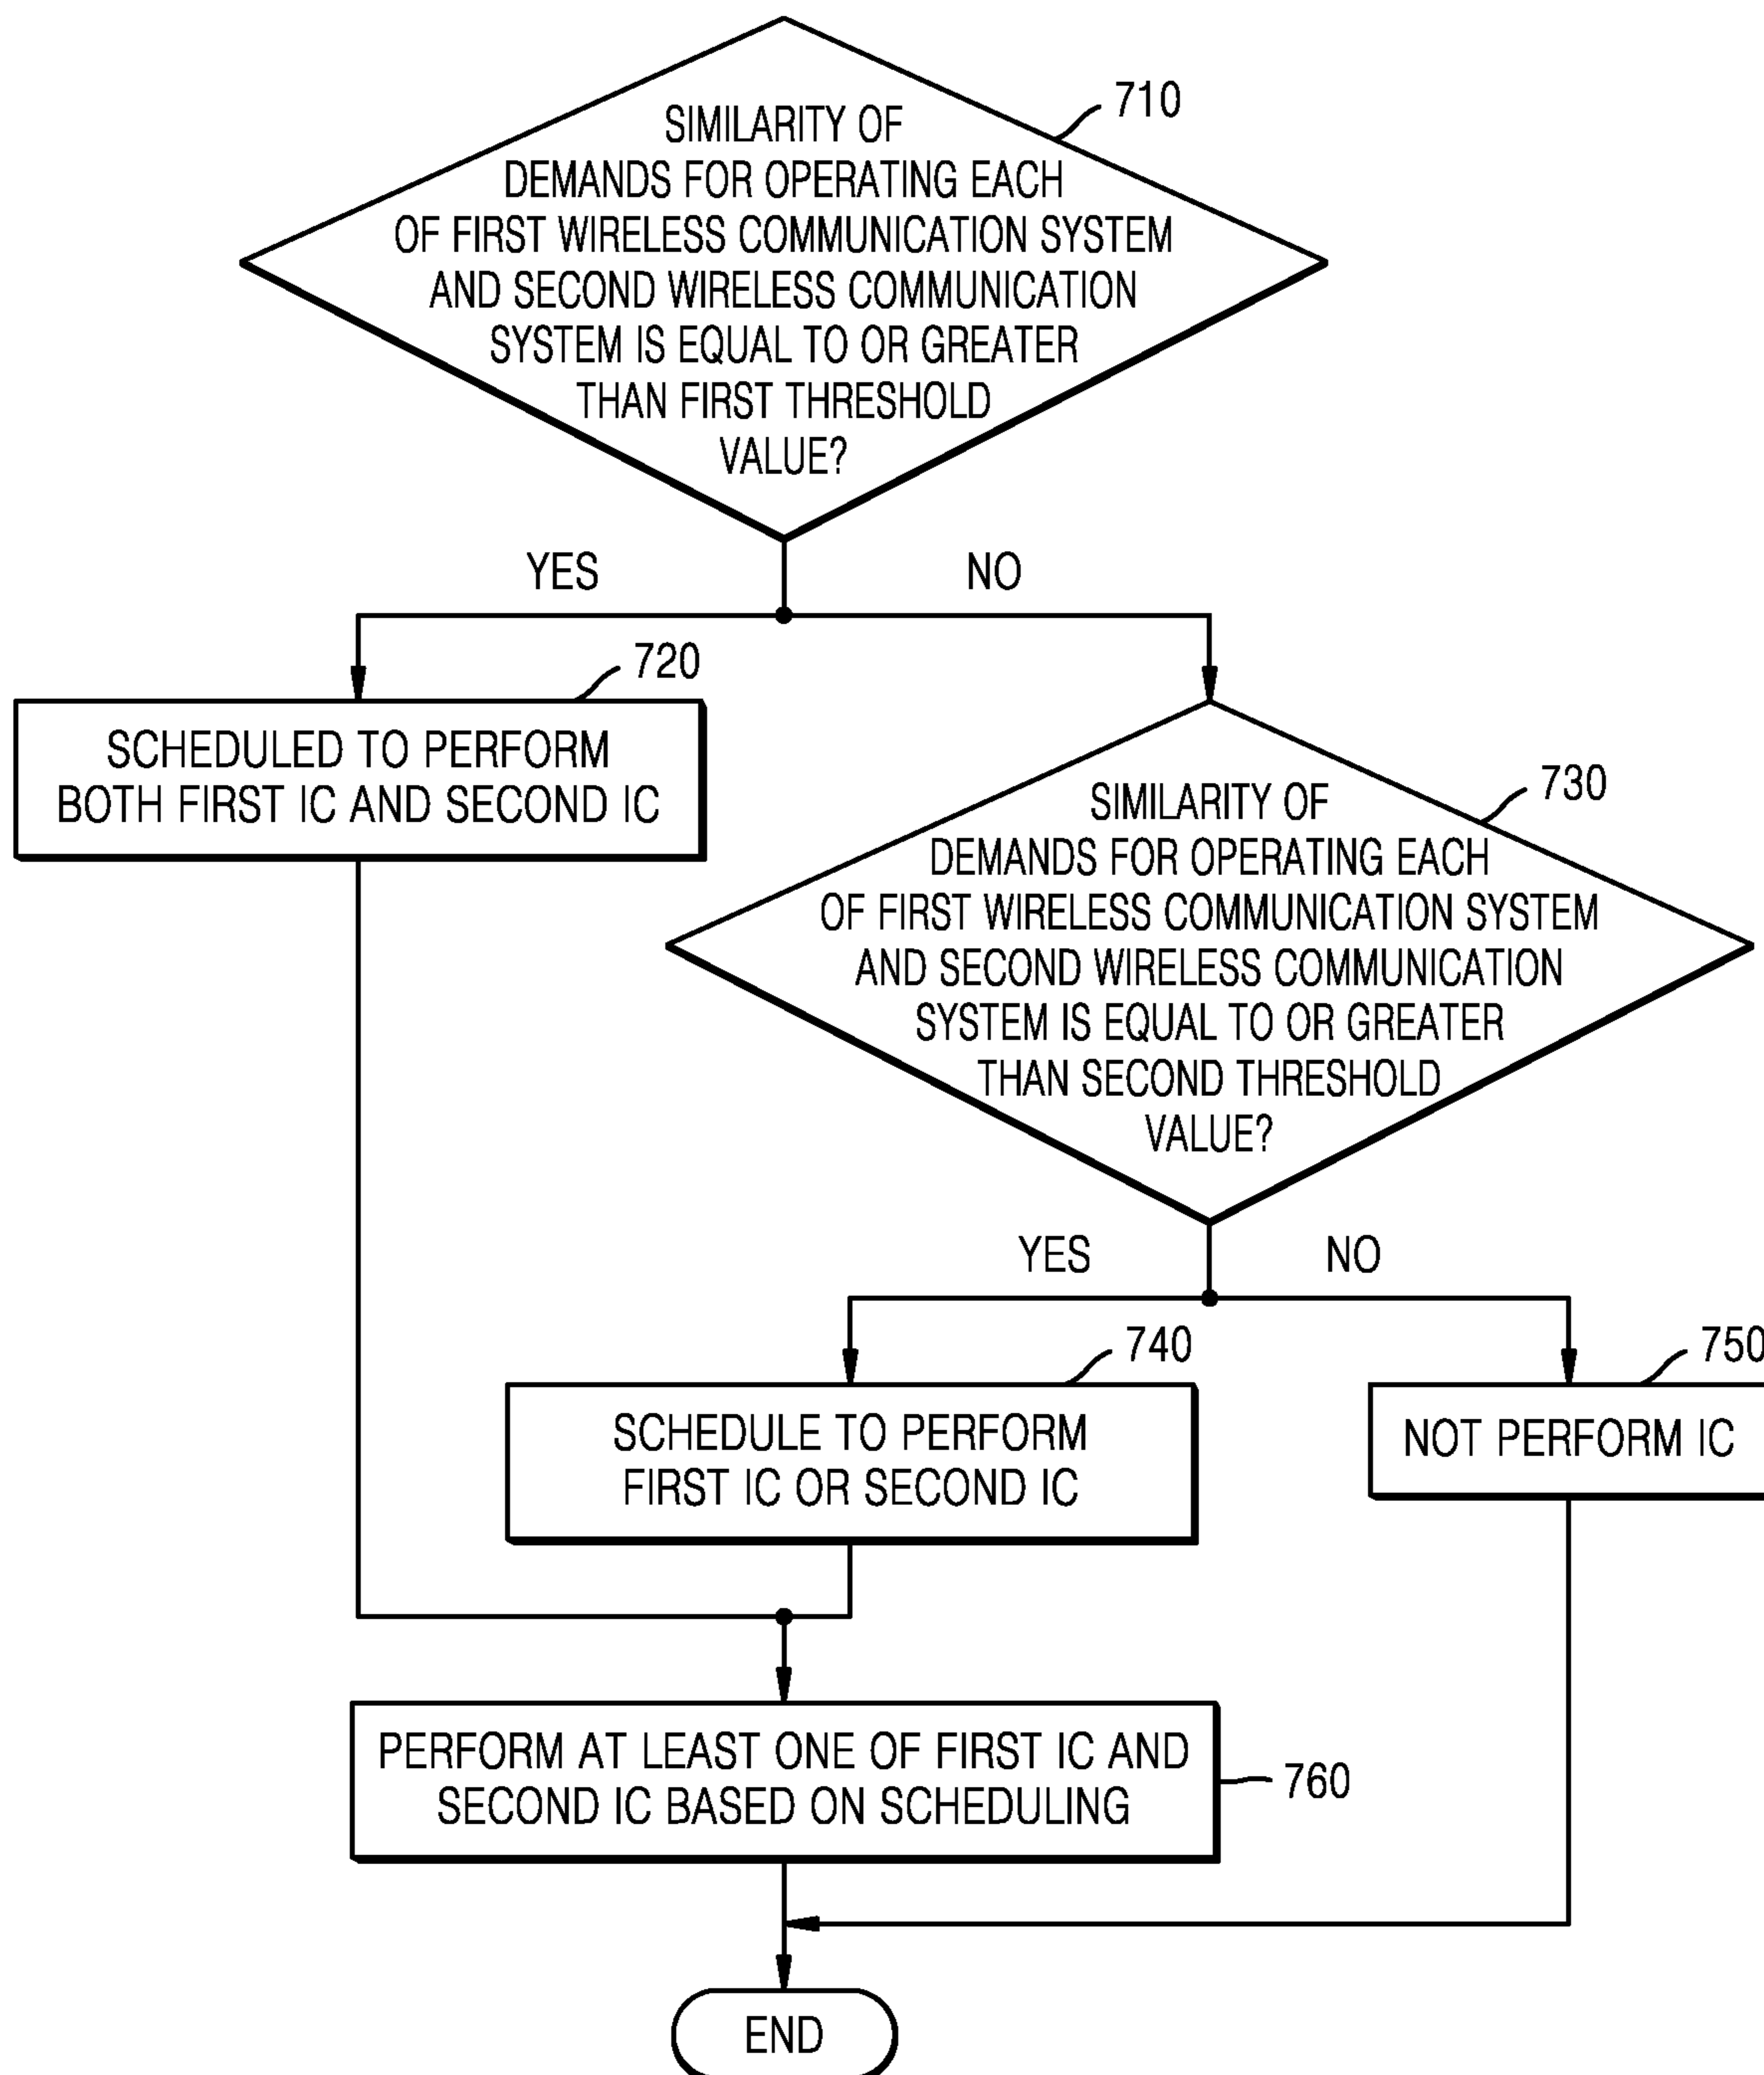 710
SIMILARITY OF
DEMANDS FOR OPERATING EACH
OF FIRST WIRELESS COMMUNICATION SYSTEM
AND SECOND WIRELESS COMMUNICATION
SYSTEM IS EQUAL TO OR GREATER
THAN FIRST THRESHOLD
VALUE?
YES
NO
720
SCHEDULED TO PERFORM
BOTH FIRST IC AND SECOND IC
730
SIMILARITY OF
DEMANDS FOR OPERATING EACH
OF FIRST WIRELESS COMMUNICATION SYSTEM
AND SECOND WIRELESS COMMUNICATION
SYSTEM IS EQUAL TO OR GREATER
THAN SECOND THRESHOLD
VALUE?
YES
NO
740
SCHEDULE TO PERFORM
FIRST IC OR SECOND IC
750
NOT PERFORM IC
PERFORM AT LEAST ONE OF FIRST IC AND
SECOND IC BASED ON SCHEDULING
760
END